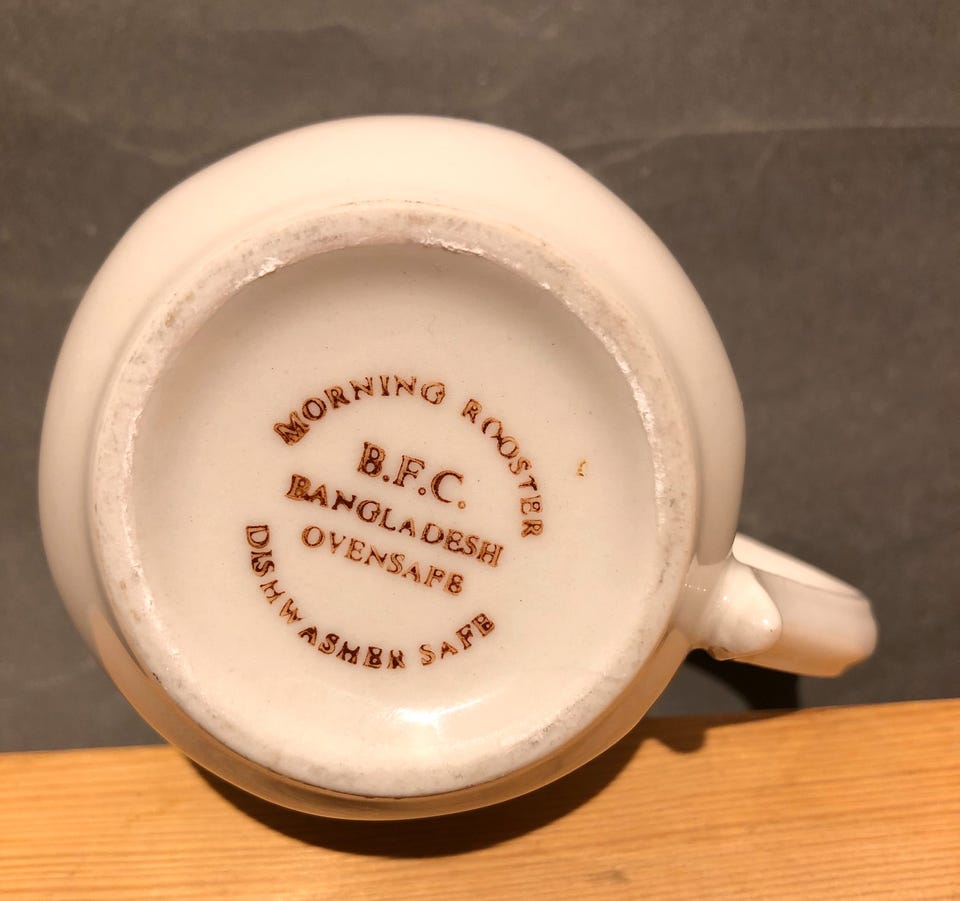 MORNING ROOSTER
B.F.C.
BANGLADESH
OVENSAFE
DISHWASHER SAFE